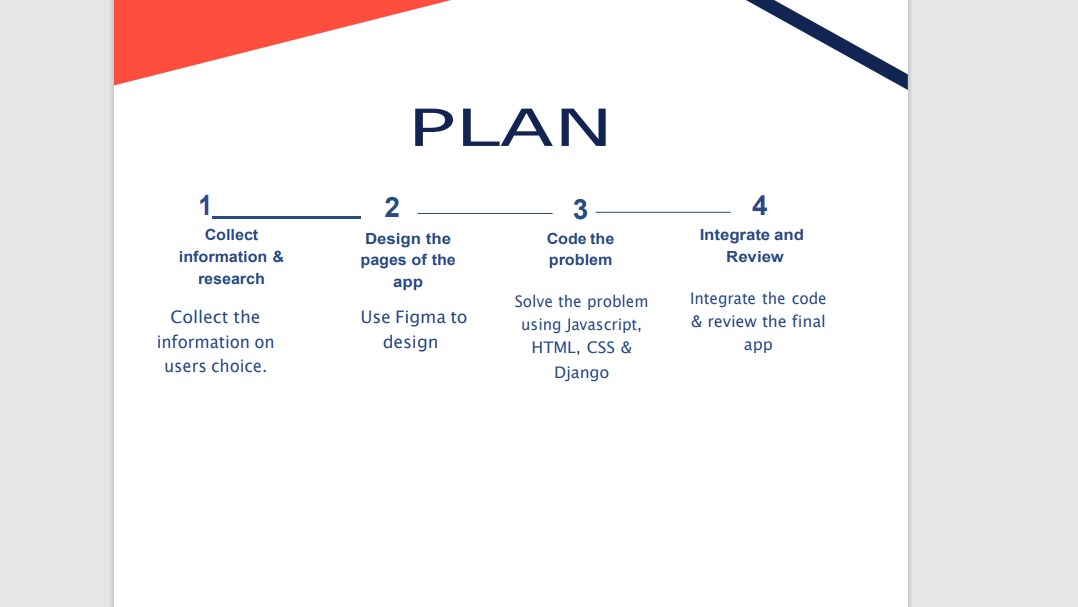 PLAN
1
Collect
information &
research
Collect the
information on
users choice.
2
Design the
pages of the
app
Use Figma to
design
3
Code the
problem
Solve the problem
using Javascript,
HTML, CSS &
Django
4
Integrate and
Review
Integrate the code
& review the final
app